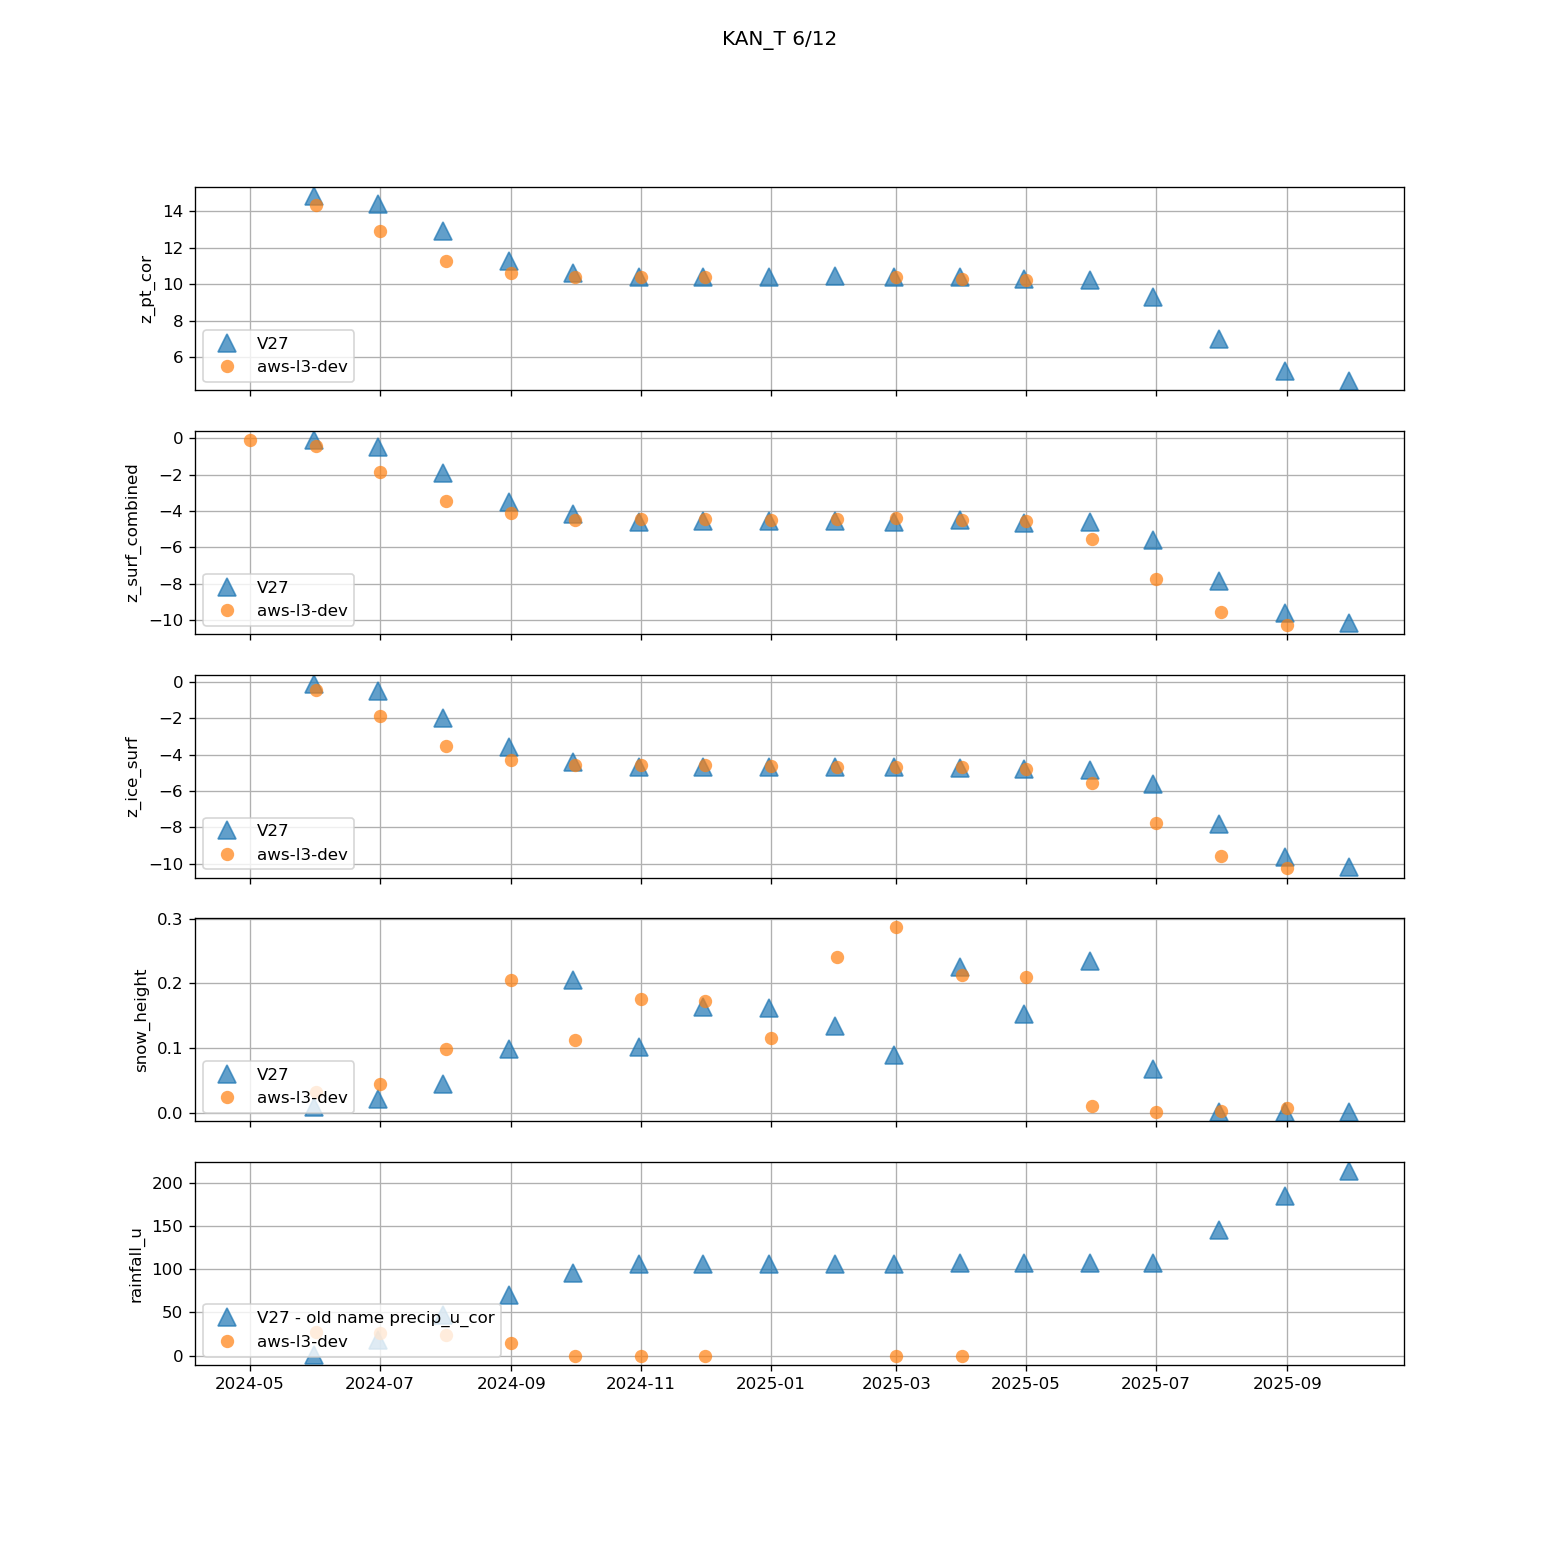 KAN_T 6/12
14
12
10
8
6
z_pt_cor
V27
aws-l3-dev
0
−2
−4
−6
−8
−10
z_surf_combined
V27
aws-l3-dev
0
−2
−4
−6
−8
−10
z_ice_surf
V27
aws-l3-dev
0.3
0.2
0.1
0.0
snow_height
V27
aws-l3-dev
200
150
100
50
0
rainfall_u
V27 - old name precip_u_cor
aws-l3-dev
2024-05 2024-07 2024-09 2024-11 2025-01 2025-03 2025-05 2025-07 2025-09